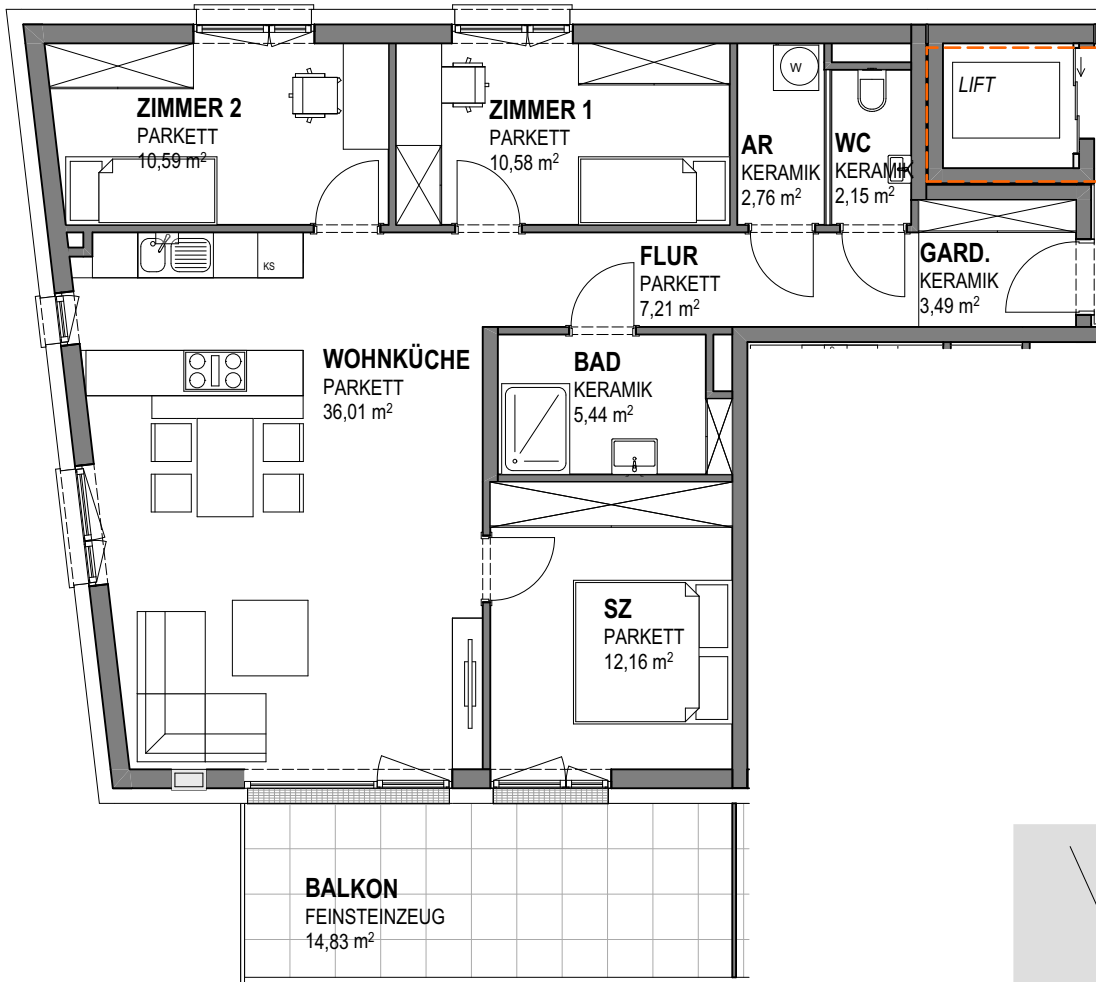 ZIMMER 2
PARKETT
10,59 m²
ZIMMER 1
PARKETT
10,58 m²
W
AR
KERAMIK
2,76 m²
WC
KERAMIK
2,15 m²
LIFT
KS
FLUR
PARKETT
7,21 m²
GARD.
KERAMIK
3,49 m²
WOHNKÜCHE
PARKETT
36,01 m²
BAD
KERAMIK
5,44 m²
SZ
PARKETT
12,16 m²
BALKON
FEINSTEINZEUG
14,83 m²